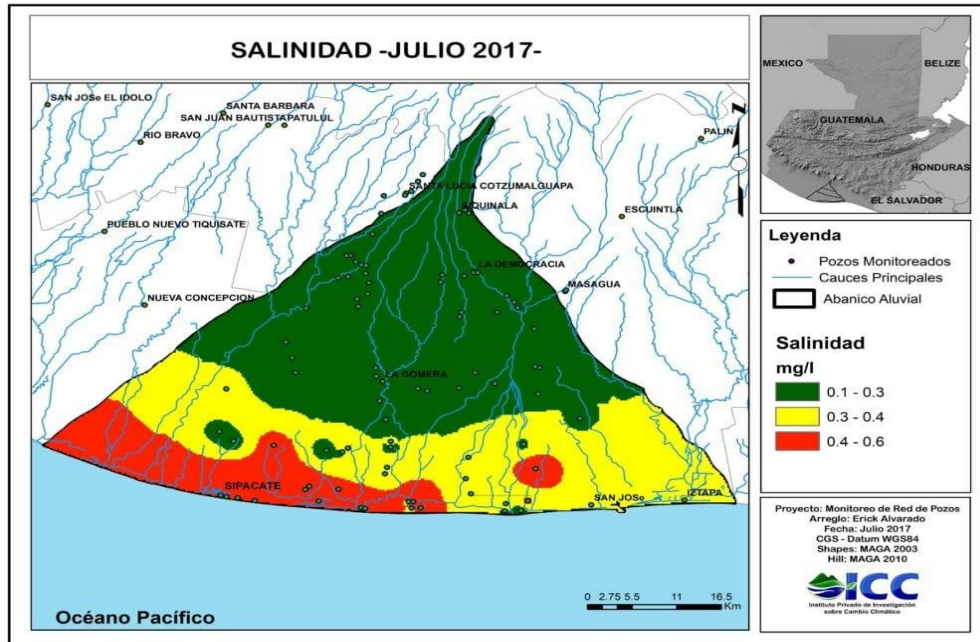 SALINIDAD -JULIO 2017-
SAN JOSe EL IDOLO
SANTA BARBARA
SAN JUAN BAUTISTAPATULUL
RIO BRAVO
PALIN
SANTA LUCIA COTZUMALGUAPA
SIQUINALA
ESCUINTLA
PUEBLO NUEVO TIQUISATE
LA DEMOCRACIA
MASAGUA
NUEVA CONCEPCION
LA GOMERA
SIPACATE
SAN JOSe
IZTAPA
0 2.75 5.5 11 16.5
Km
Océano Pacífico
MEXICO
BELIZE
GUATEMALA
HONDURAS
EL SALVADOR
Leyenda
Pozos Monitoreados
Cauces Principales
Abanico Aluvial
Salinidad
mg/l
0.1 - 0.3
0.3 - 0.4
0.4 - 0.6
Proyecto: Monitoreo de Red de Pozos
Arreglo: Erick Alvarado
Fecha: Julio 2017
CGS - Datum WGS84
Shapes: MAGA 2003
Hill: MAGA 2010
ICC
Instituto Privado de Investigación
sobre Cambio Climático